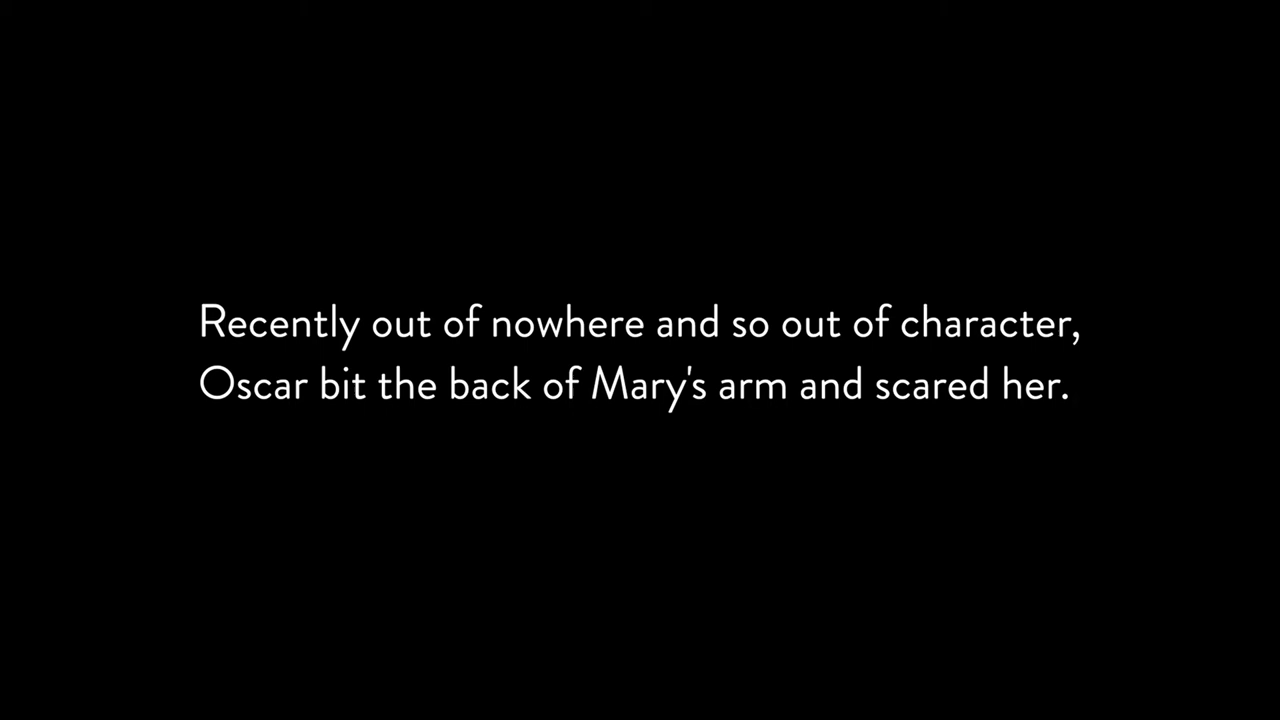 Recently out of nowhere and so out of character,
Oscar bit the back of Mary's arm and scared her.